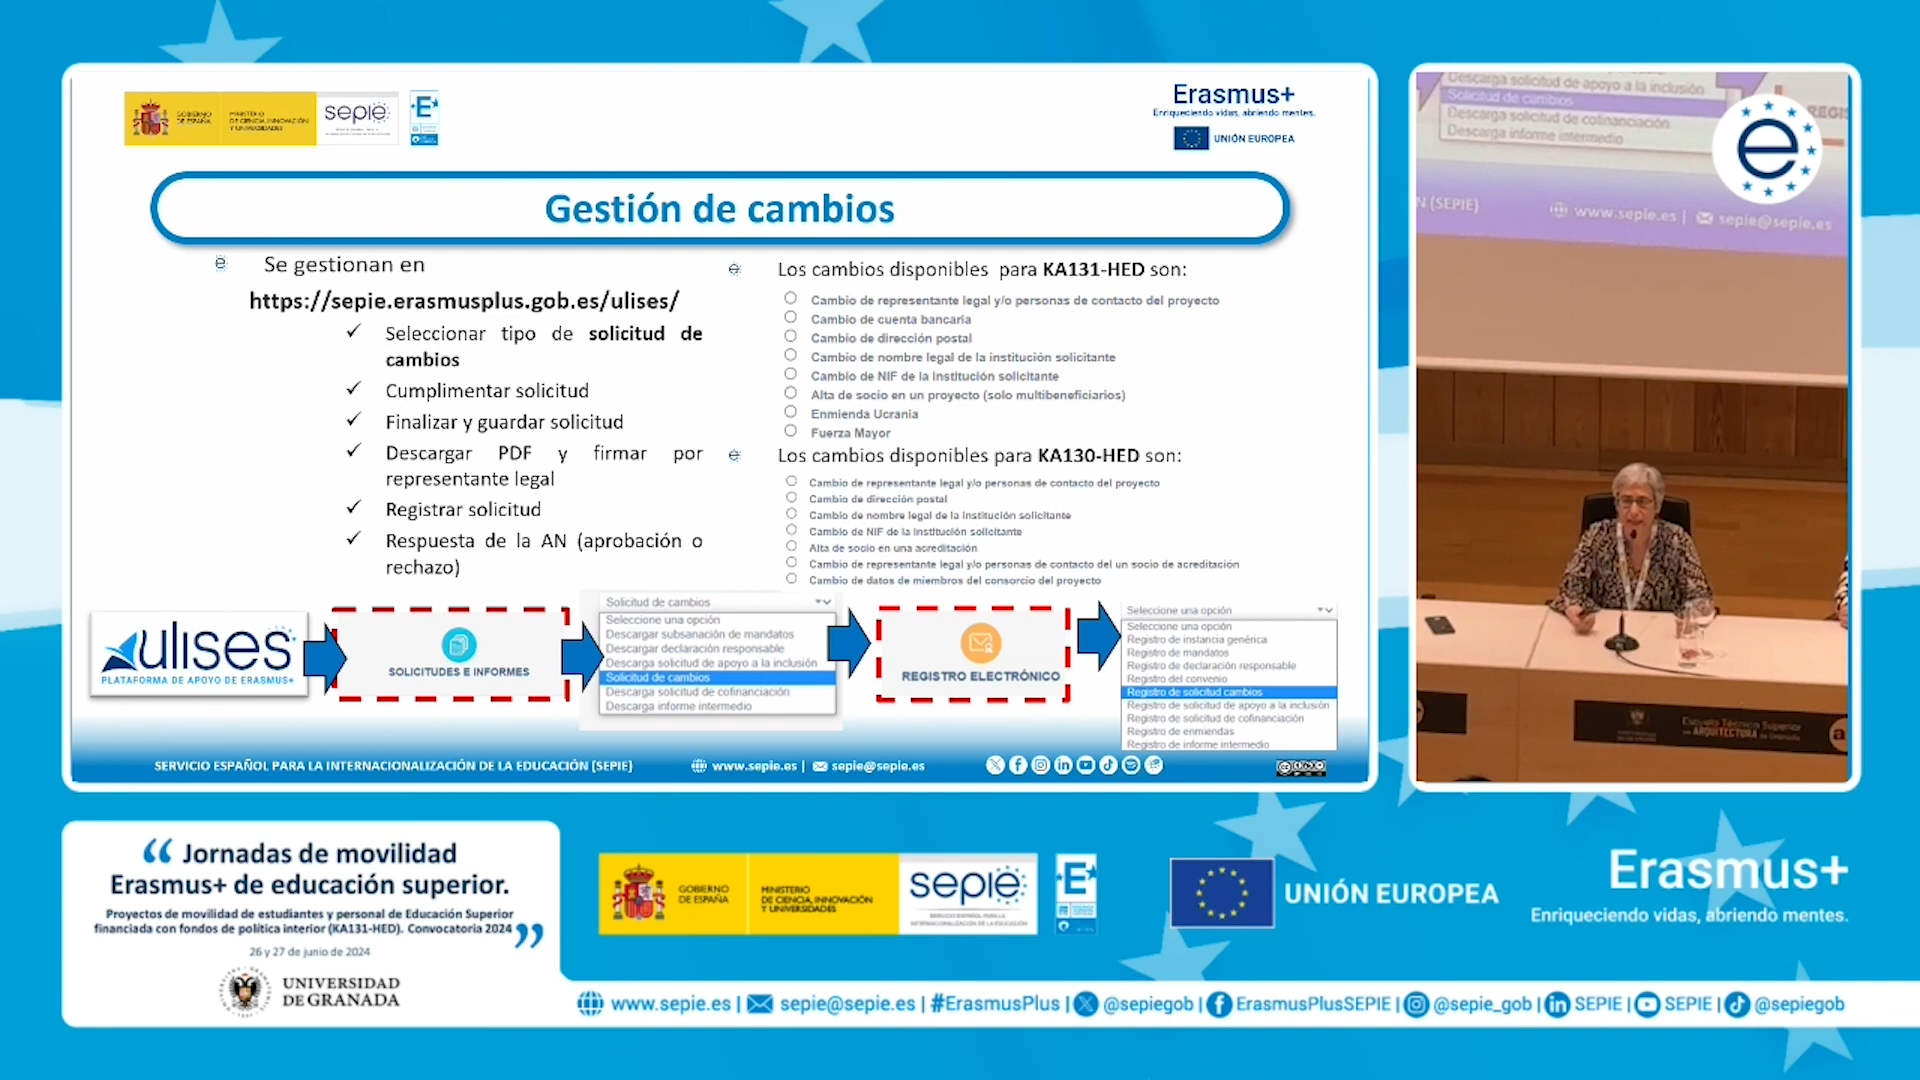 GOBIERNO
DE ESPAÑA
MINISTERIO
DE CIENCIA, INNOVACIÓN
Y UNIVERSIDADES
sepie
Erasmus+
Enriqueciendo vidas, abriendo mentes.
UNIÓN EUROPEA
Gestión de cambios
Se gestionan en
https://sepie.erasmusplus.gob.es/ulises/
✓ Seleccionar tipo de solicitud de
cambios
✓ Cumplimentar solicitud
✓ Finalizar y guardar solicitud
✓ Descargar PDF y firmar por
representante legal
✓ Registrar solicitud
✓ Respuesta de la AN (aprobación o
rechazo)
Los cambios disponibles para KA131-HED son:
Cambio de representante legal y/o personas de contacto del proyecto
Cambio de cuenta bancaria
Cambio de dirección postal
Cambio de nombre legal de la institución solicitante
Cambio de NIF de la institución solicitante
Alta de socio en un proyecto (solo multibeneficiarios)
Enmienda Ucrania
Fuerza Mayor
Los cambios disponibles para KA130-HED son:
Cambio de representante legal y/o personas de contacto del proyecto
Cambio de dirección postal
Cambio de nombre legal de la institución solicitante
Cambio de NIF de la institución solicitante
Alta de socio en una acreditación
Cambio de representante legal y/o personas de contacto del un socio de acreditación
Cambio de datos de miembros del consorcio del proyecto
ulises
PLATAFORMA DE APOYO DE ERASMUS+
SOLICITUDES E INFORMES
Solicitud de cambios
Seleccione una opción
Descargar subsanación de mandatos
Descargar declaración responsable
Descarga solicitud de apoyo a la inclusión
Solicitud de cambios
Descarga solicitud de cofinanciación
Descarga informe intermedio
REGISTRO ELECTRÓNICO
Seleccione una opción
Seleccione una opción
Registro de instancia genérica
Registro de mandatos
Registro de declaración responsable
Registro del convenio
Registro de solicitud cambios
Registro de solicitud de apoyo a la inclusión
Registro de solicitud de cofinanciación
Registro de enmiendas
Registro de informe intermedio
SERVICIO ESPAÑOL PARA LA INTERNACIONALIZACIÓN DE LA EDUCACIÓN (SEPIE)
www.sepie.es | sepie@sepie.es
Descarga solicitud de apoyo a la inclusión
Solicitud de cambios
Descarga solicitud de cofinanciación
Descarga informe intermedio
REGIS
N (SEPIE)
www.sepie.es | sepie@sepie.es
e
Escuela Técnica Superior
de ARQUITECTURA de Granada
“ Jornadas de movilidad
Erasmus+ de educación superior.
Proyectos de movilidad de estudiantes y personal de Educación Superior
financiada con fondos de política interior (KA131-HED). Convocatoria 2024 ”
26 y 27 de junio de 2024
UNIVERSIDAD
DE GRANADA
GOBIERNO
DE ESPAÑA
MINISTERIO
DE CIENCIA, INNOVACIÓN
Y UNIVERSIDADES
sepie
SERVICIO ESPAÑOL PARA LA
INTERNACIONALIZACIÓN DE LA EDUCACIÓN
UNIÓN EUROPEA
Erasmus+
Enriqueciendo vidas, abriendo mentes.
www.sepie.es | sepie@sepie.es | #ErasmusPlus | @sepiegob | ErasmusPlusSEPIE | @sepie_gob | SEPIE | SEPIE | @sepiegob